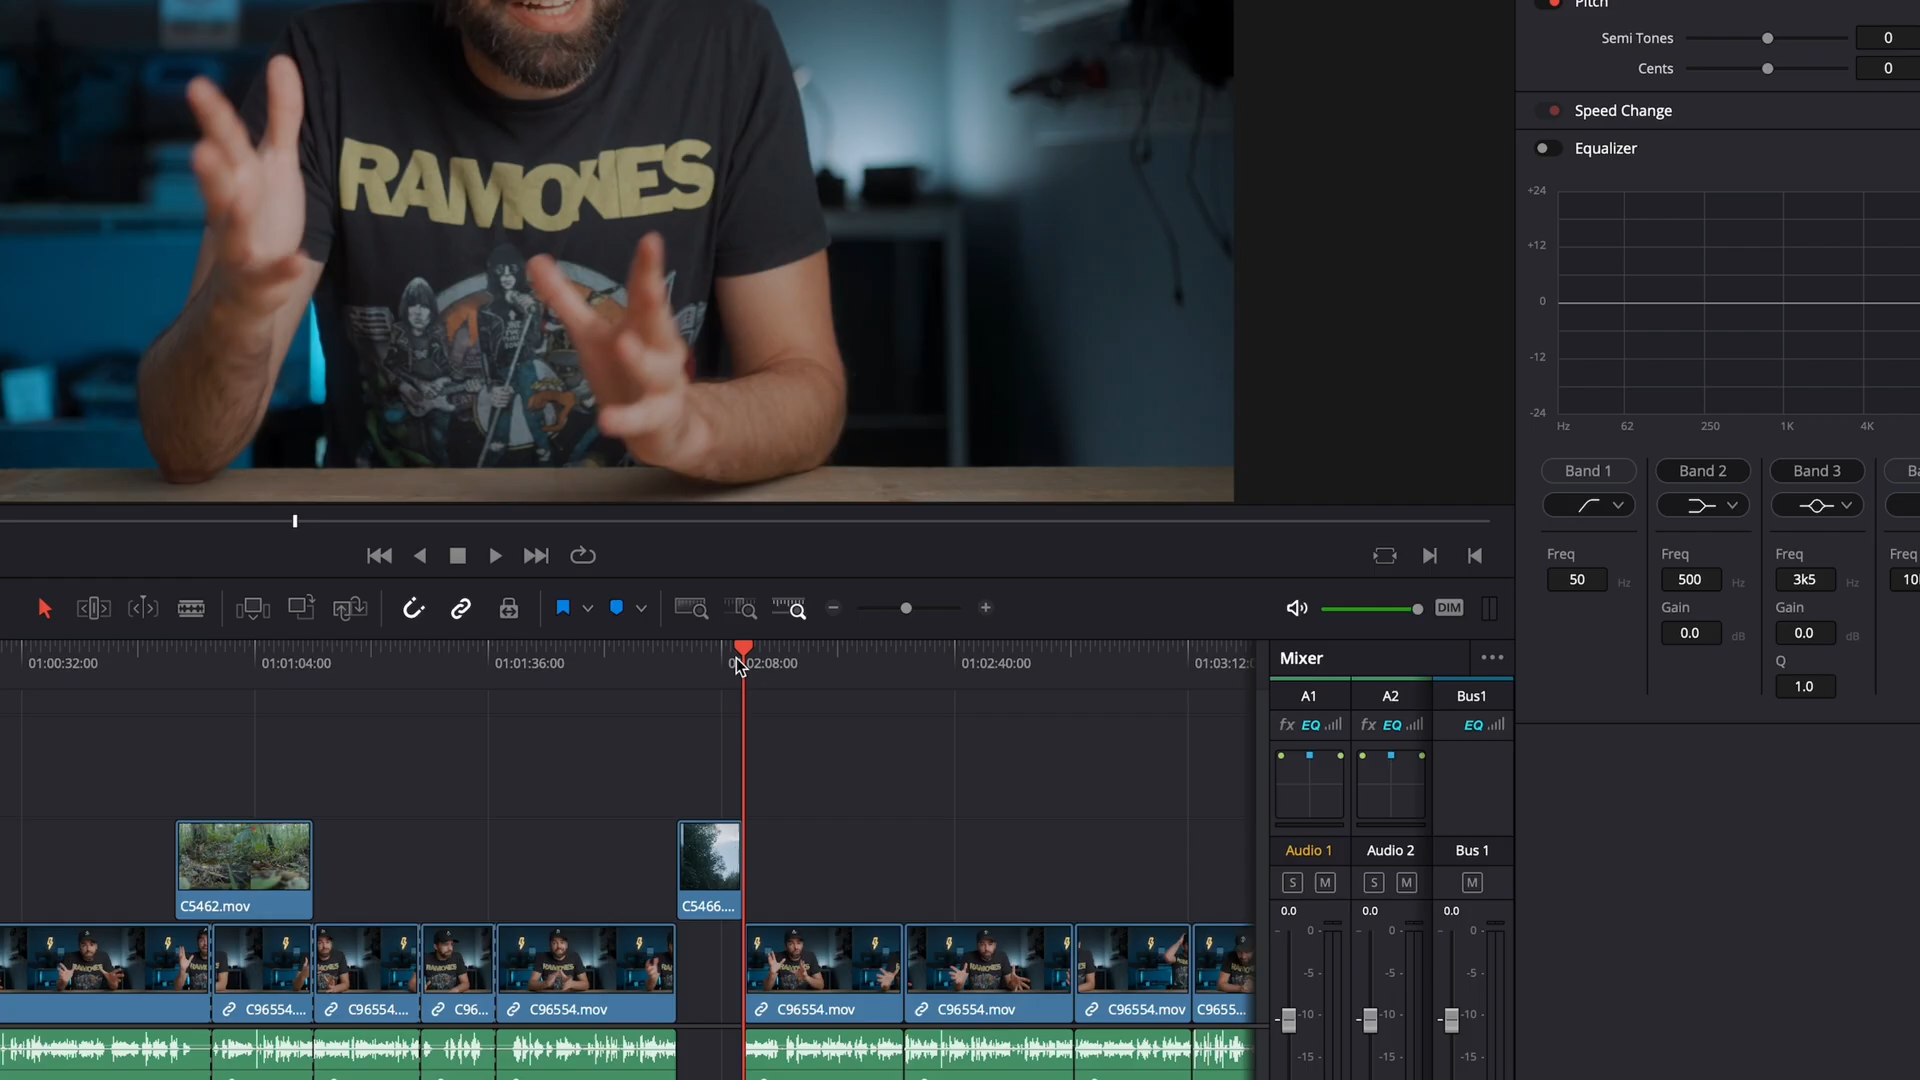 Pitch
Semi Tones 0
Cents 0
Speed Change
Equalizer
RAMONES
+24
+12
0
-12
-24
Hz 62 250 1K 4K
Band 1 Band 2 Band 3
Freq Freq Freq Freq
50 Hz 500 Hz 3k5 Hz
Gain Gain
0.0 dB 0.0 dB
Q
1.0
DIM
01:00:32:00 01:01:04:00 01:01:36:00 02:08:00 01:02:40:00 01:03:12:0
Mixer
A1 A2 Bus1
fx EQ fx EQ EQ
Audio 1 Audio 2 Bus 1
S M S M M
0.0 0.0 0.0
0- 0- 0-
-5- -5- -5-
-10- -10- -10-
-15- -15- -15-
C5462.mov C5466....
C96554.... C96554.... C96... C96554.mov C96554.mov C96554.mov C96554.mov C9655...